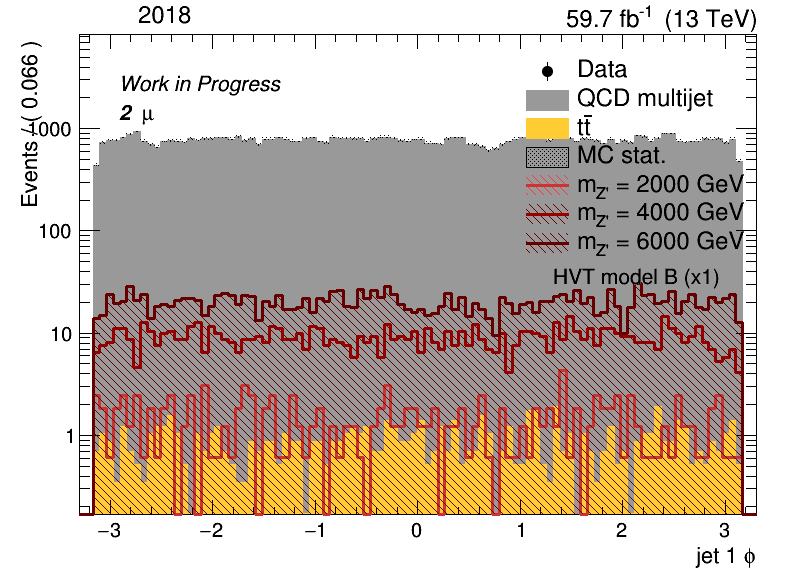 2018
59.7 fb⁻¹ (13 TeV)
Work in Progress
2 μ
Data
QCD multijet
tt̅
MC stat.
m_Z' = 2000 GeV
m_Z' = 4000 GeV
m_Z' = 6000 GeV
HVT model B (x1)
Events / ( 0.066 )
1000
100
10
1
−3 −2 −1 0 1 2 3
jet 1 ϕ